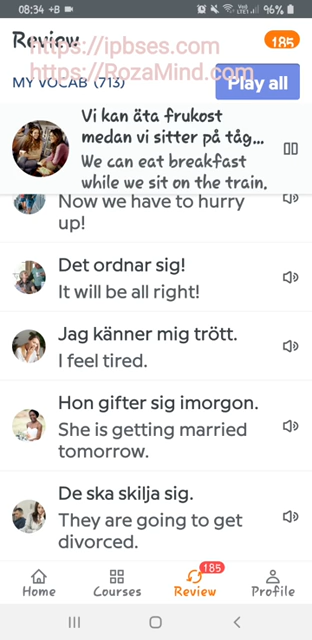 08:34 +B 96%
Review
185
https://ipbses.com
https://RozaMind.com
MY VOCAB (713)
Play all
Vi kan äta frukost
medan vi sitter på tåg...
We can eat breakfast
while we sit on the train.
Now we have to hurry
up!
Det ordnar sig!
It will be all right!
Jag känner mig trött.
I feel tired.
Hon gifter sig imorgon.
She is getting married
tomorrow.
De ska skilja sig.
They are going to get
divorced.
185
Home Courses Review Profile